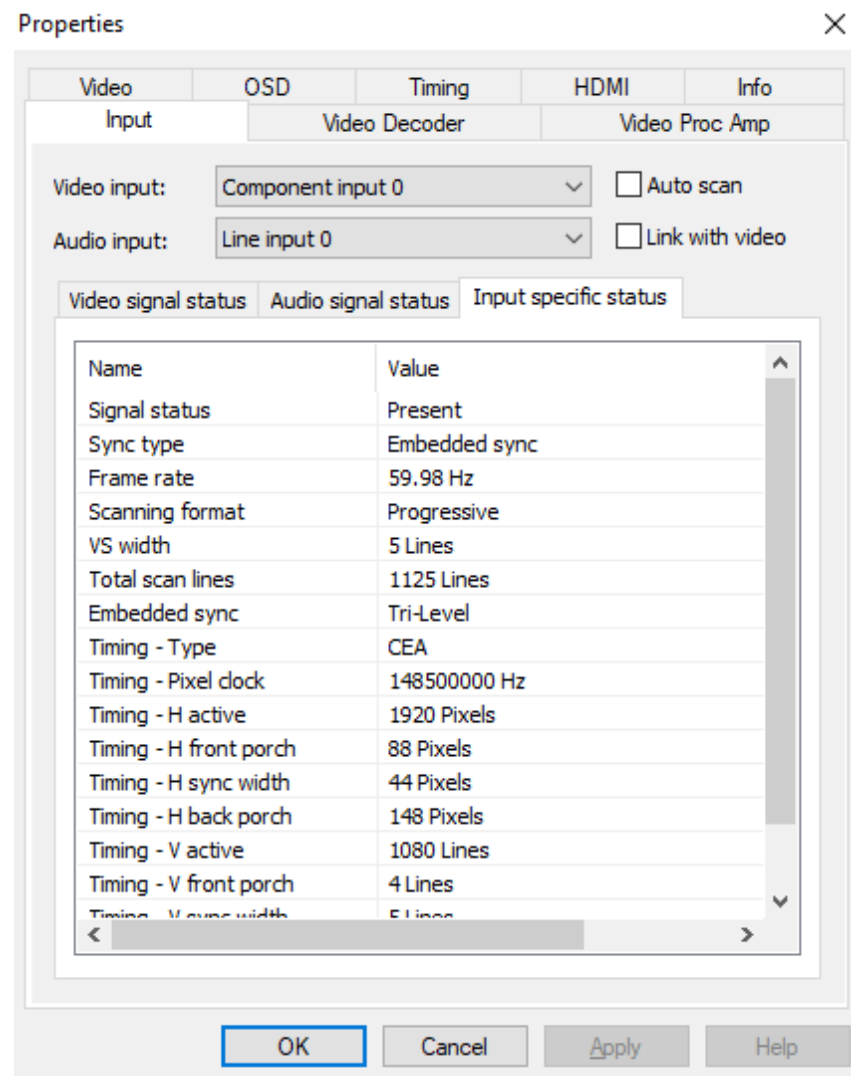 Properties
Video OSD Timing HDMI Info
Input Video Decoder Video Proc Amp
Video input: Component input 0 Auto scan
Audio input: Line input 0 Link with video
Video signal status Audio signal status Input specific status
Name Value
Signal status Present
Sync type Embedded sync
Frame rate 59.98 Hz
Scanning format Progressive
VS width 5 Lines
Total scan lines 1125 Lines
Embedded sync Tri-Level
Timing - Type CEA
Timing - Pixel clock 148500000 Hz
Timing - H active 1920 Pixels
Timing - H front porch 88 Pixels
Timing - H sync width 44 Pixels
Timing - H back porch 148 Pixels
Timing - V active 1080 Lines
Timing - V front porch 4 Lines
Timing - V sync width 5 Lines
OK Cancel Apply Help